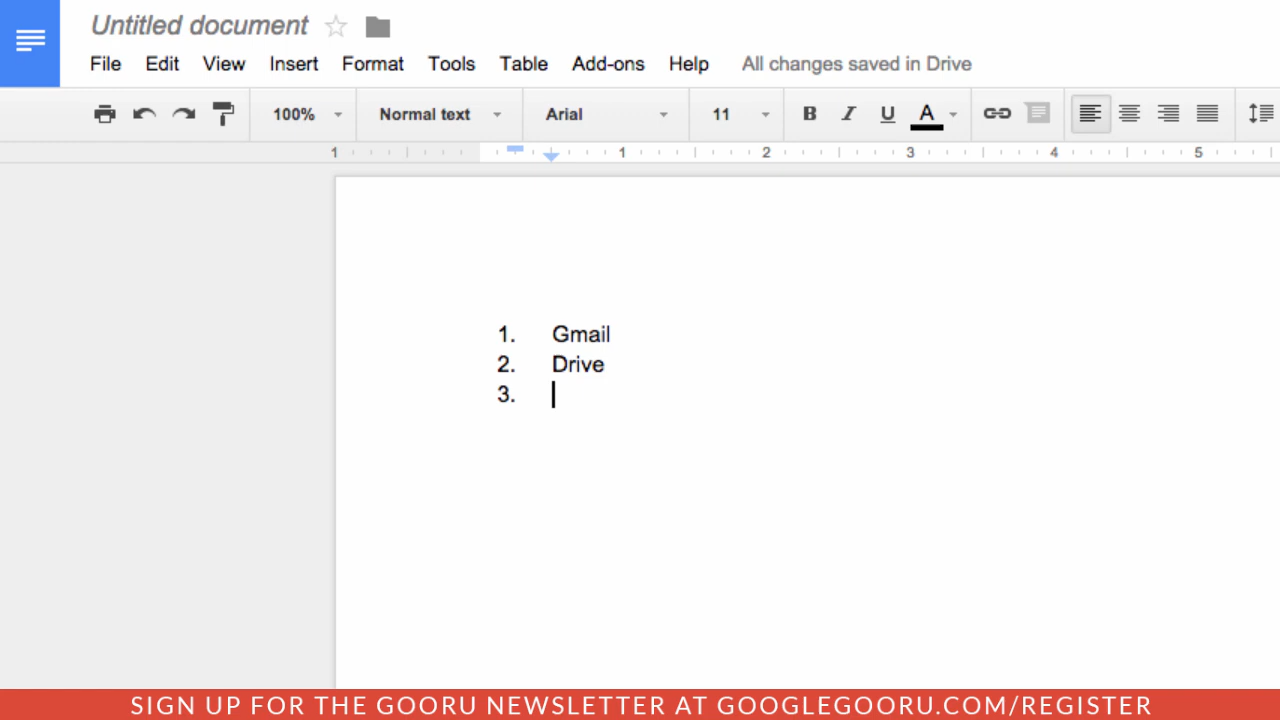 Untitled document
File Edit View Insert Format Tools Table Add-ons Help All changes saved in Drive
100% Normal text Arial 11 B I U A
1 1 2 3 4 5
1. Gmail
2. Drive
3.
SIGN UP FOR THE GOORU NEWSLETTER AT GOOGLEGOORU.COM/REGISTER